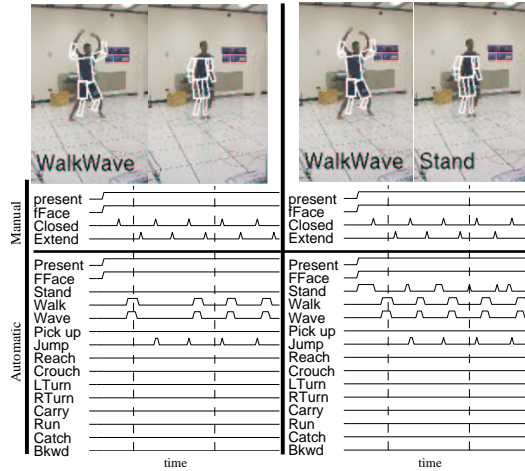 WalkWave
WalkWave Stand
Manual
present
fFace
Closed
Extend
present
fFace
Closed
Extend
Automatic
Present
FFace
Stand
Walk
Wave
Pick up
Jump
Reach
Crouch
LTurn
RTurn
Carry
Run
Catch
Bkwd
time
Present
FFace
Stand
Walk
Wave
Pick up
Jump
Reach
Crouch
LTurn
RTurn
Carry
Run
Catch
Bkwd
time